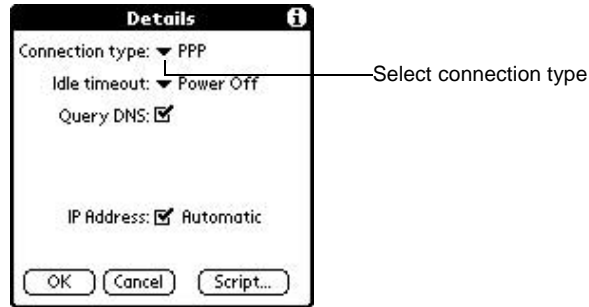 Details
Connection type: PPP
Select connection type
Idle timeout: Power Off
Query DNS:
IP Address: Automatic
OK Cancel Script...